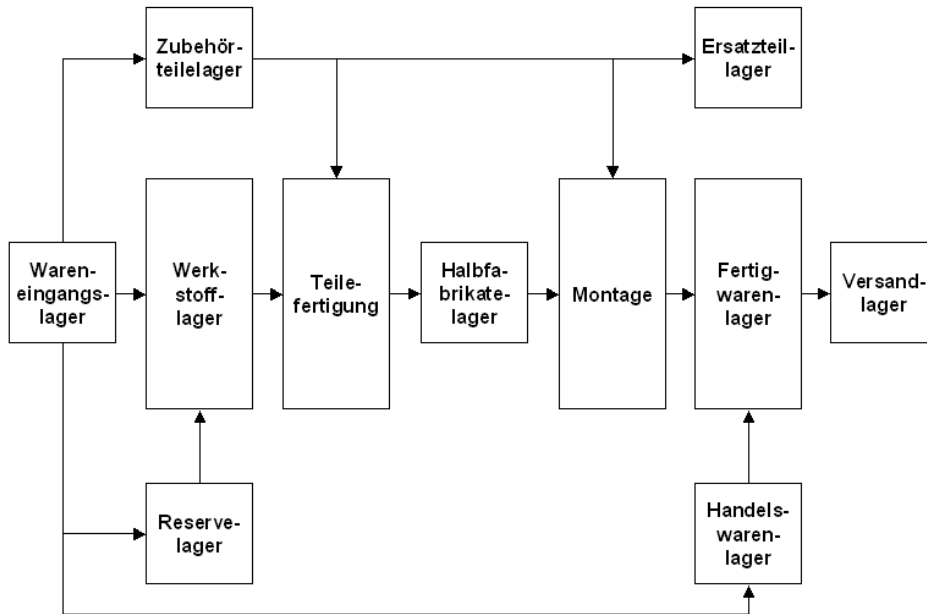 Zubehör-
teilelager
Ersatzteil-
lager
Waren-
eingangs-
lager
Werk-
stoff-
lager
Teile-
fertigung
Halbfa-
brikate-
lager
Montage
Fertig-
waren-
lager
Versand-
lager
Reserve-
lager
Handels-
waren-
lager